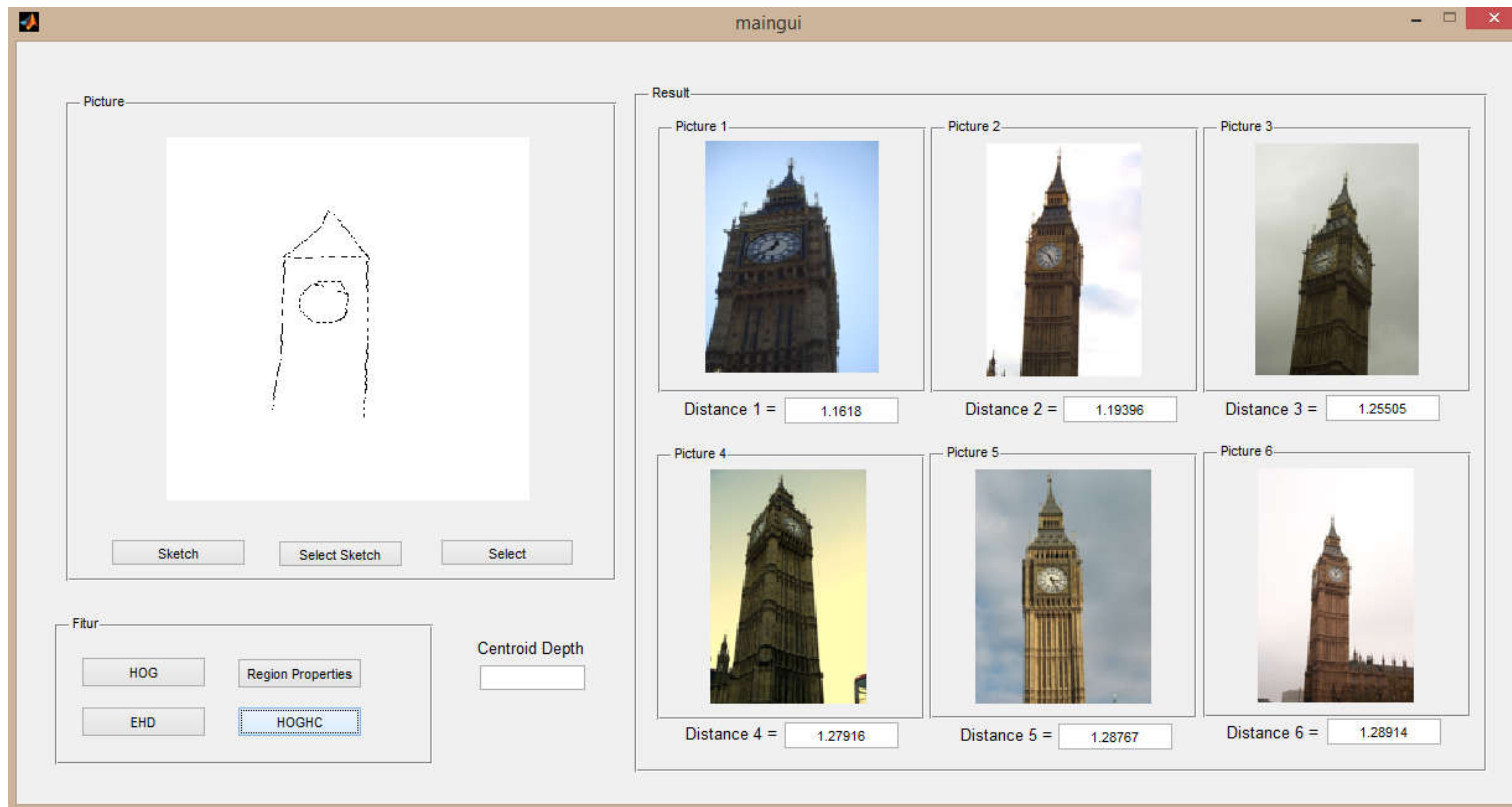 maingui
Picture
Sketch
Select Sketch
Select
Fitur
HOG
Region Properties
EHD
HOGHC
Centroid Depth
Result
Picture 1
Picture 2
Picture 3
Distance 1 = 1.1618
Distance 2 = 1.19396
Distance 3 = 1.25505
Picture 4
Picture 5
Picture 6
Distance 4 = 1.27916
Distance 5 = 1.28767
Distance 6 = 1.28914